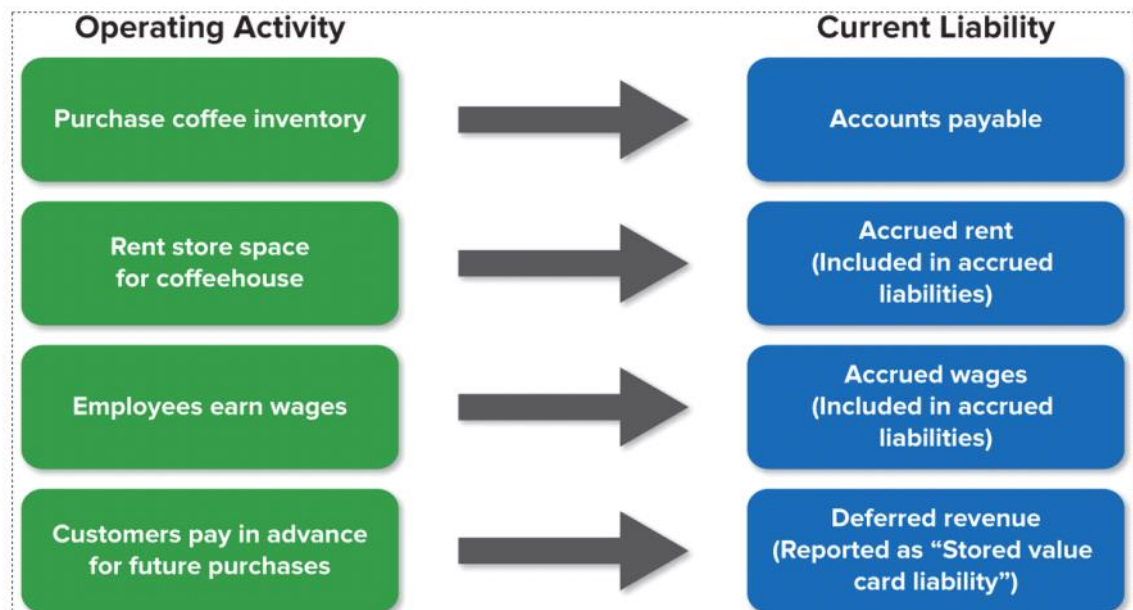 Operating Activity
Current Liability
Purchase coffee inventory
Accounts payable
Rent store space
for coffeehouse
Accrued rent
(Included in accrued
liabilities)
Employees earn wages
Accrued wages
(Included in accrued
liabilities)
Customers pay in advance
for future purchases
Deferred revenue
(Reported as “Stored value
card liability”)